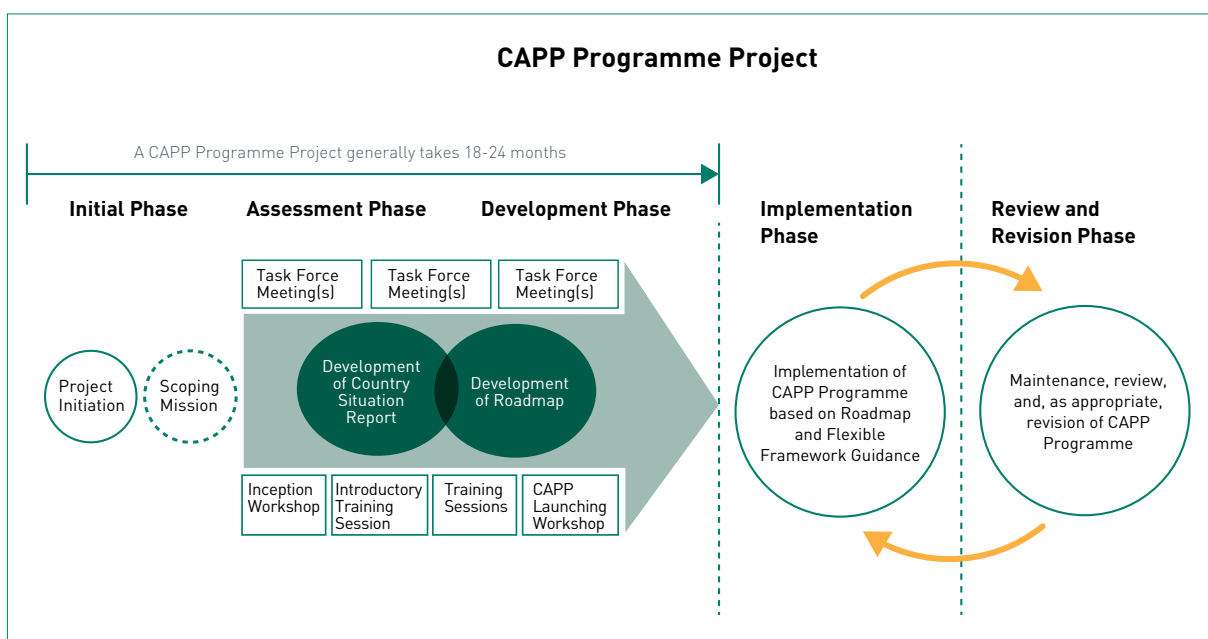 CAPP Programme Project
A CAPP Programme Project generally takes 18-24 months
Initial Phase
Assessment Phase
Development Phase
Implementation
Phase
Review and
Revision Phase
Task Force
Meeting(s)
Task Force
Meeting(s)
Task Force
Meeting(s)
Project
Initiation
Scoping
Mission
Development
of Country
Situation
Report
Development
of Roadmap
Inception
Workshop
Introductory
Training
Session
Training
Sessions
CAPP
Launching
Workshop
Implementation of
CAPP Programme
based on Roadmap
and Flexible
Framework Guidance
Maintenance, review,
and, as appropriate,
revision of CAPP
Programme